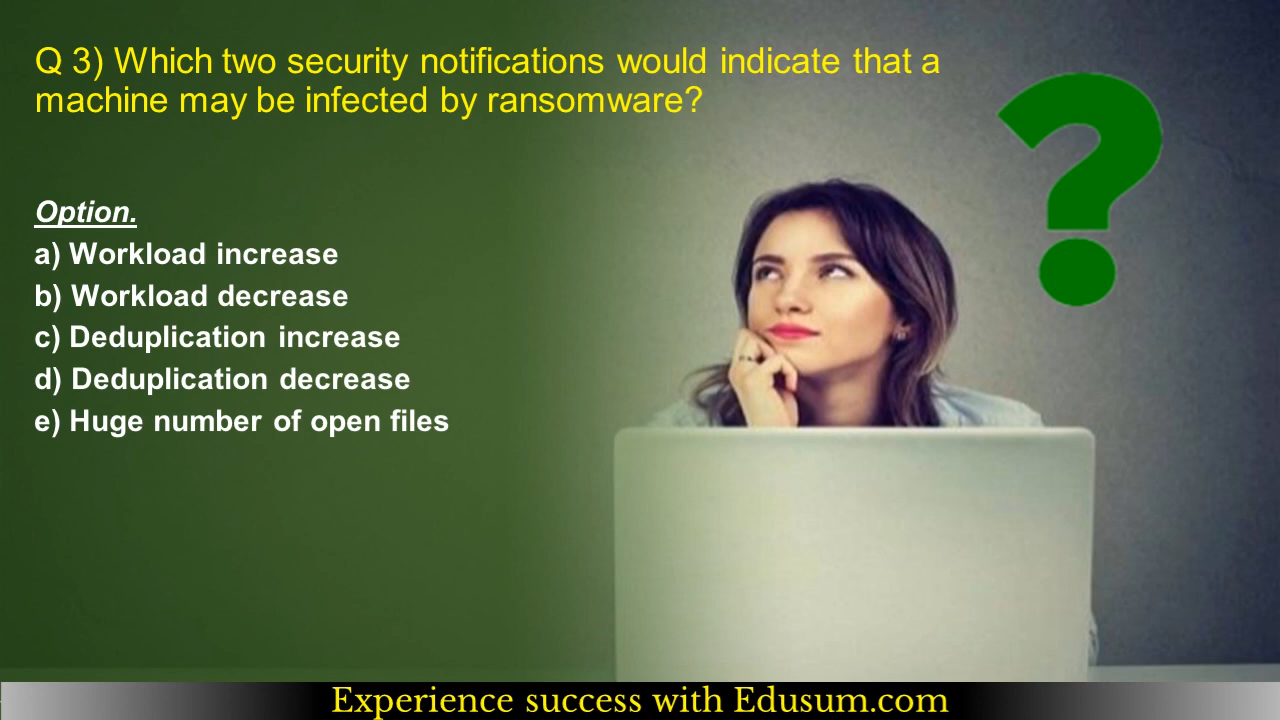 Q 3) Which two security notifications would indicate that a
machine may be infected by ransomware?
Option.
a) Workload increase
b) Workload decrease
c) Deduplication increase
d) Deduplication decrease
e) Huge number of open files
Experience success with Edusum.com